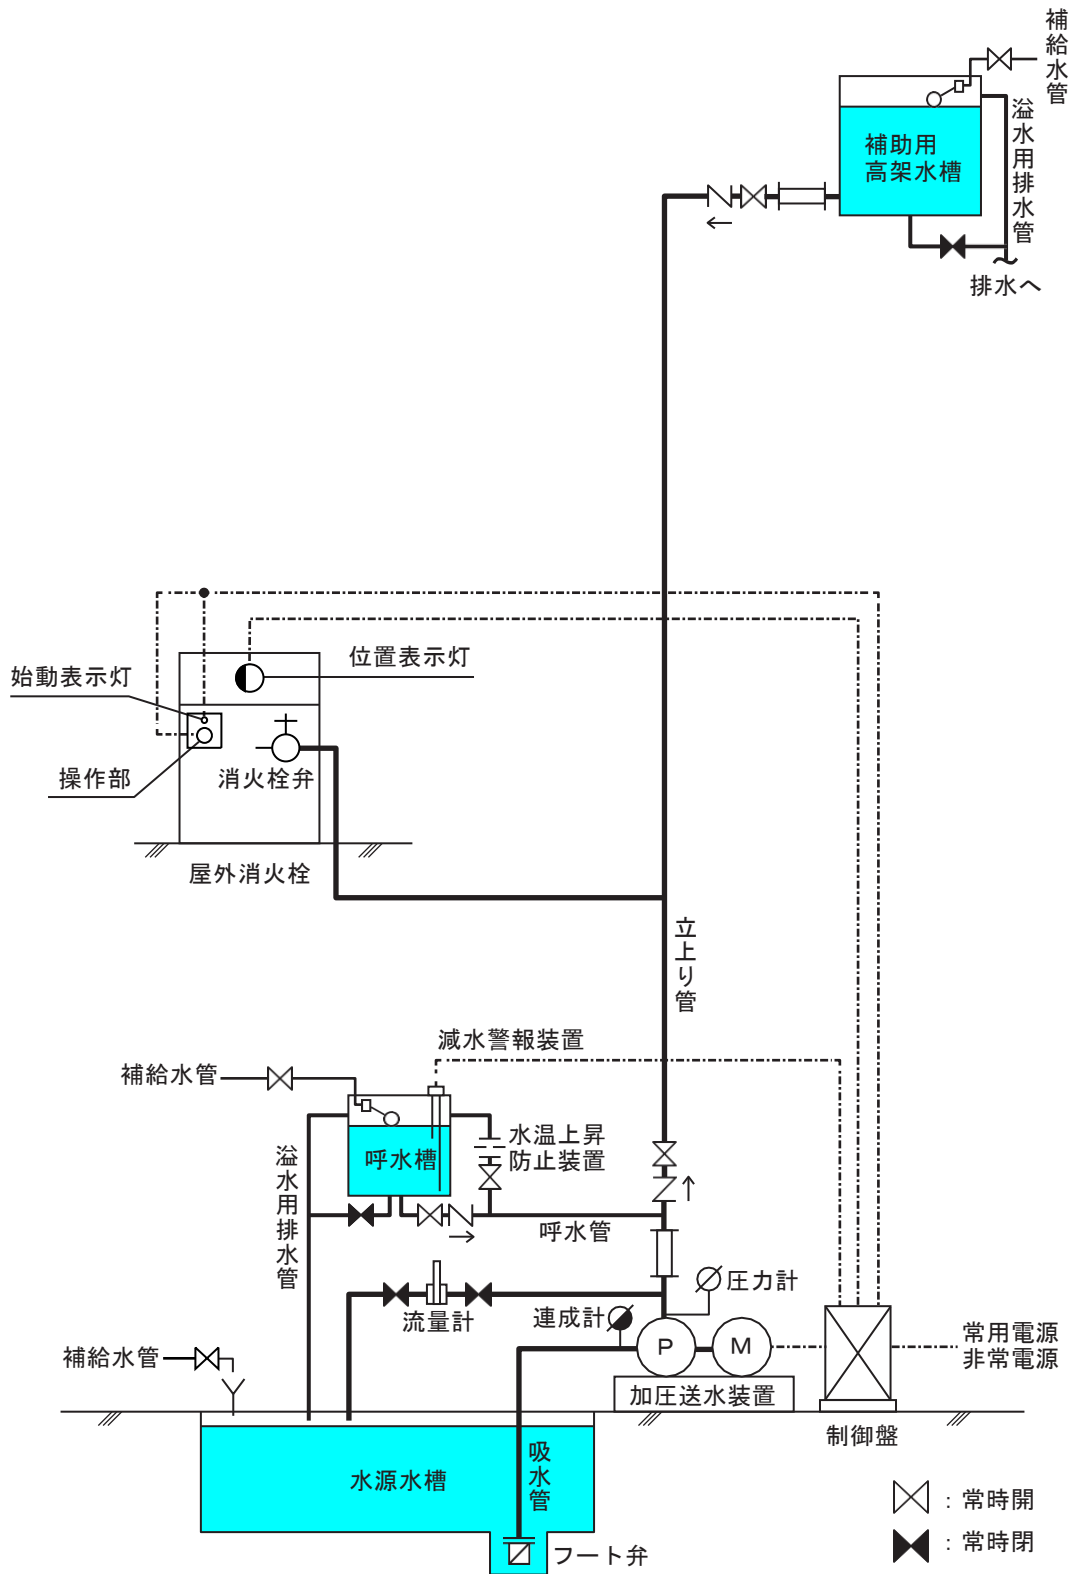 補給水管
溢水用排水管
補助用
高架水槽
排水へ
位置表示灯
始動表示灯
操作部
消火栓弁
屋外消火栓
立上り管
減水警報装置
補給水管
水温上昇
防止装置
呼水槽
溢水用排水管
呼水管
圧力計
流量計
連成計
P
M
常用電源
非常電源
補給水管
加圧送水装置
制御盤
吸水管
水源水槽
：常時開
：常時閉
フート弁